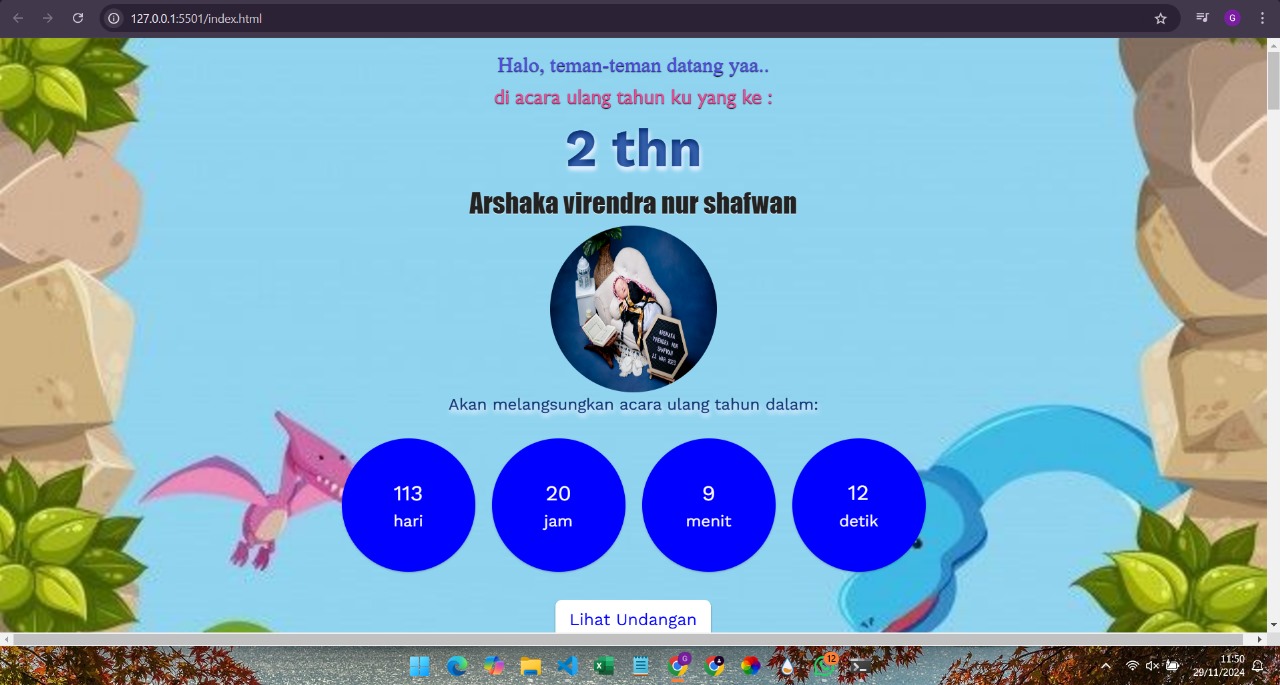 127.0.0.1:5501/index.html
G
Halo, teman-teman datang yaa..
di acara ulang tahun ku yang ke :
2 thn
Arshaka virendra nur shafwan
Akan melangsungkan acara ulang tahun dalam:
113 20 9 12
hari jam menit detik
Lihat Undangan
12
11:50
29/11/2024